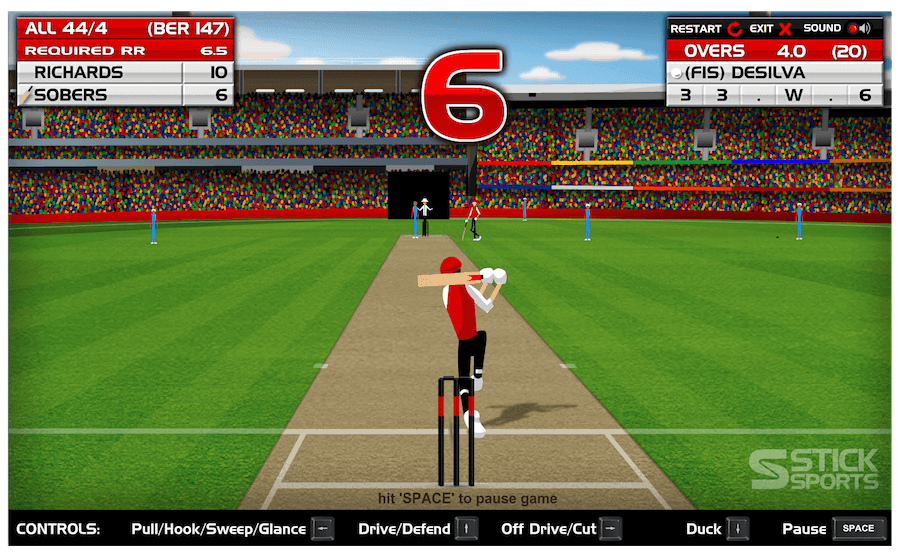 ALL 44/4 (BER 147)
REQUIRED RR 6.5
RICHARDS 10
SOBERS 6
6
RESTART EXIT SOUND
OVERS 4.0 (20)
(FIS) DESILVA
3 3 . W . 6
STICK
SPORTS
hit 'SPACE' to pause game
CONTROLS: Pull/Hook/Sweep/Glance ← Drive/Defend ↑ Off Drive/Cut → Duck ↓ Pause SPACE